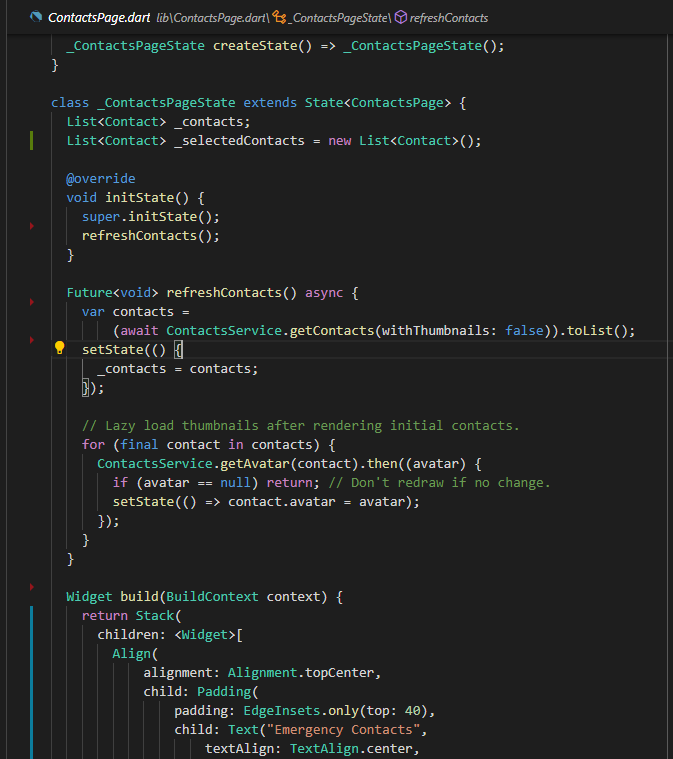 ContactsPage.dart lib\ContactsPage.dart\_ContactsPageState\refreshContacts
_ContactsPageState createState() => _ContactsPageState();
}
class _ContactsPageState extends State<ContactsPage> {
List<Contact> _contacts;
List<Contact> _selectedContacts = new List<Contact>();
@override
void initState() {
super.initState();
refreshContacts();
}
Future<void> refreshContacts() async {
var contacts =
(await ContactsService.getContacts(withThumbnails: false)).toList();
setState(() {
_contacts = contacts;
});
// Lazy load thumbnails after rendering initial contacts.
for (final contact in contacts) {
ContactsService.getAvatar(contact).then((avatar) {
if (avatar == null) return; // Don't redraw if no change.
setState(() => contact.avatar = avatar);
});
}
}
Widget build(BuildContext context) {
return Stack(
children: <Widget>[
Align(
alignment: Alignment.topCenter,
child: Padding(
padding: EdgeInsets.only(top: 40),
child: Text("Emergency Contacts",
textAlign: TextAlign.center,